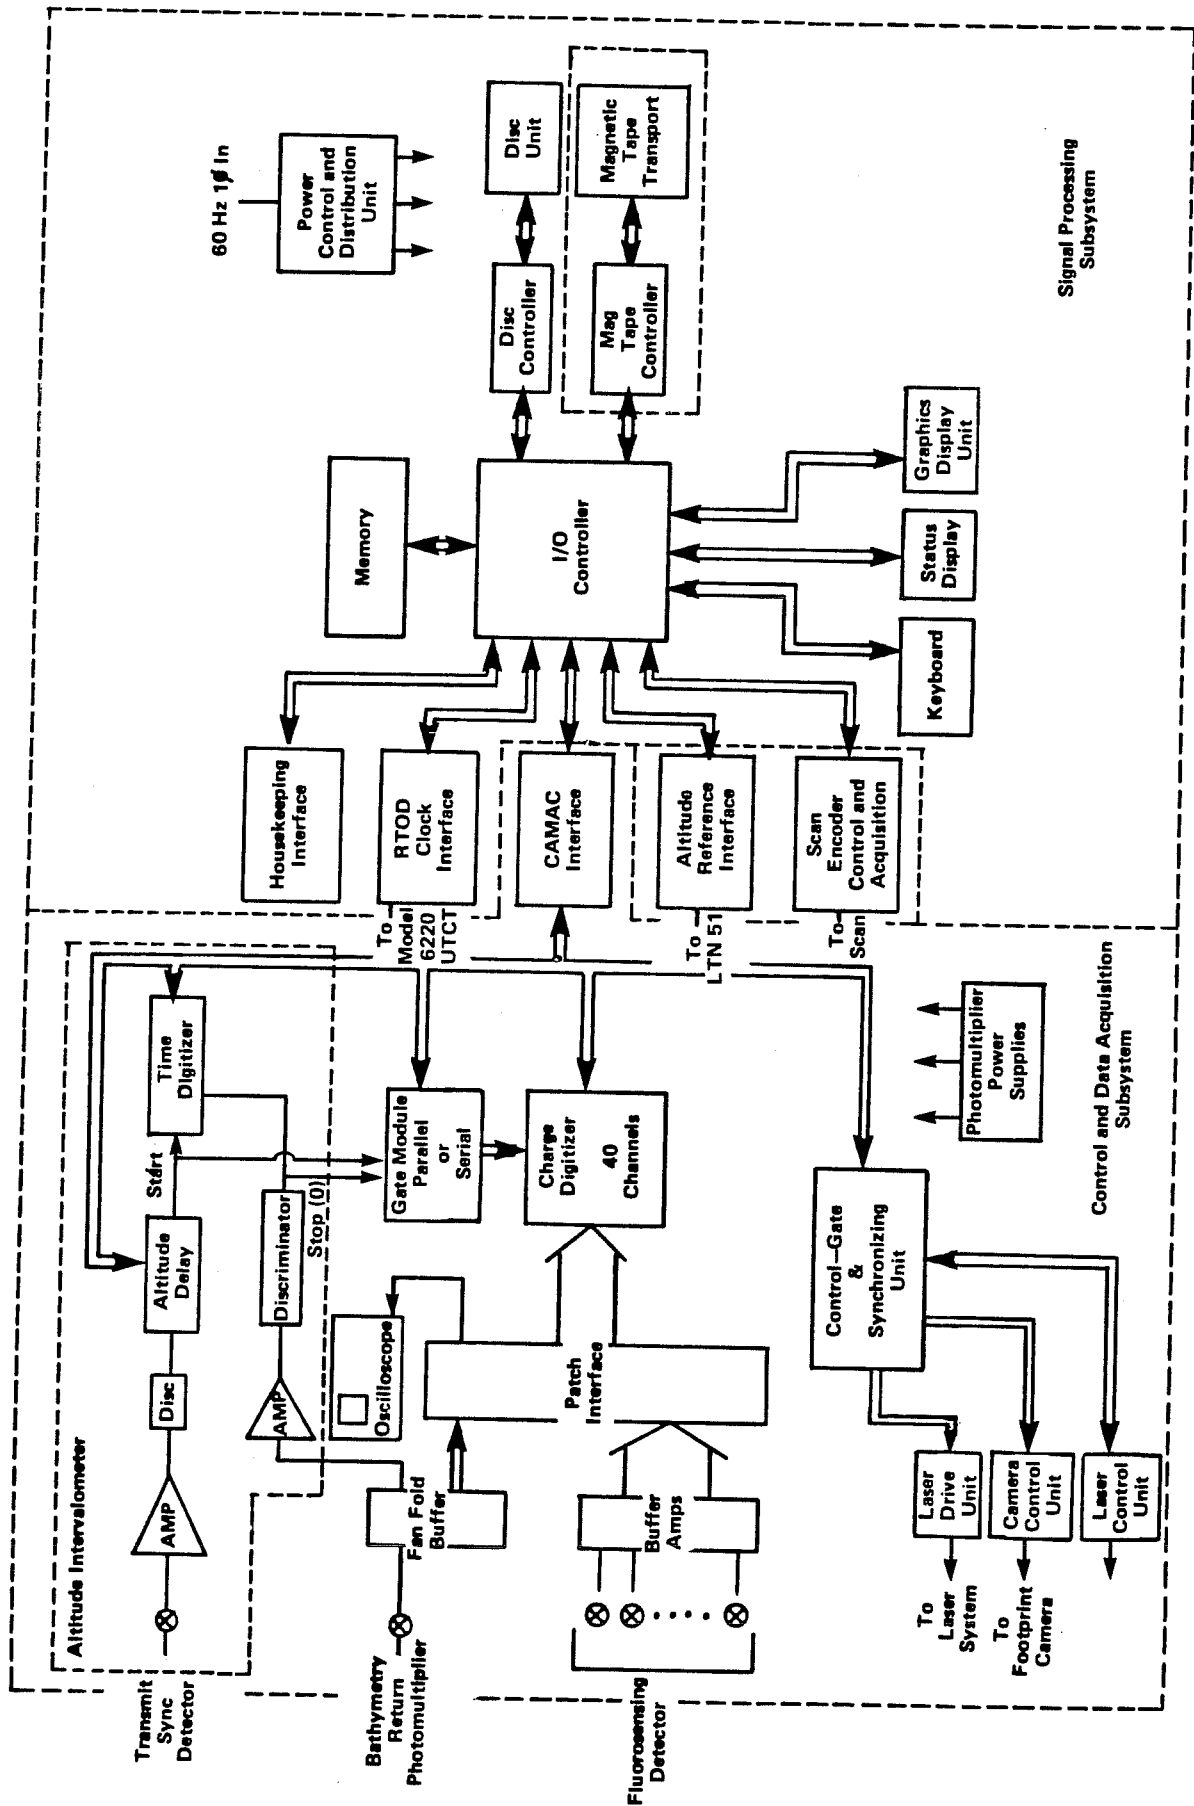 Altitude Intervalometer
Transmit
Sync
Detector
AMP
Disc
Altitude
Delay
Start
Time
Digitizer
AMP
Discriminator
Stop (0)
Bathymetry
Return
Photomultiplier
Fan Fold
Buffer
Oscilloscope
Patch
Interface
Gate Module
Parallel
or
Serial
Charge
Digitizer
40
Channels
Fluorosensing
Detector
Buffer
Amps
Control–Gate
&
Synchronizing
Unit
Laser
Drive
Unit
Camera
Control
Unit
Laser
Control
Unit
To
Laser
System
To
Footprint
Camera
Photomultiplier
Power
Supplies
Control and Data Acquisition
Subsystem
To
Model
6220
UTCT
To
LTN 51
To
Scan
Housekeeping
Interface
RTOD
Clock
Interface
CAMAC
Interface
Altitude
Reference
Interface
Scan
Encoder
Control and
Acquisition
Memory
I/O
Controller
Keyboard
Status
Display
Graphics
Display
Unit
60 Hz 1ø In
Power
Control and
Distribution
Unit
Disc
Controller
Disc
Unit
Mag
Tape
Controller
Magnetic
Tape
Transport
Signal Processing
Subsystem